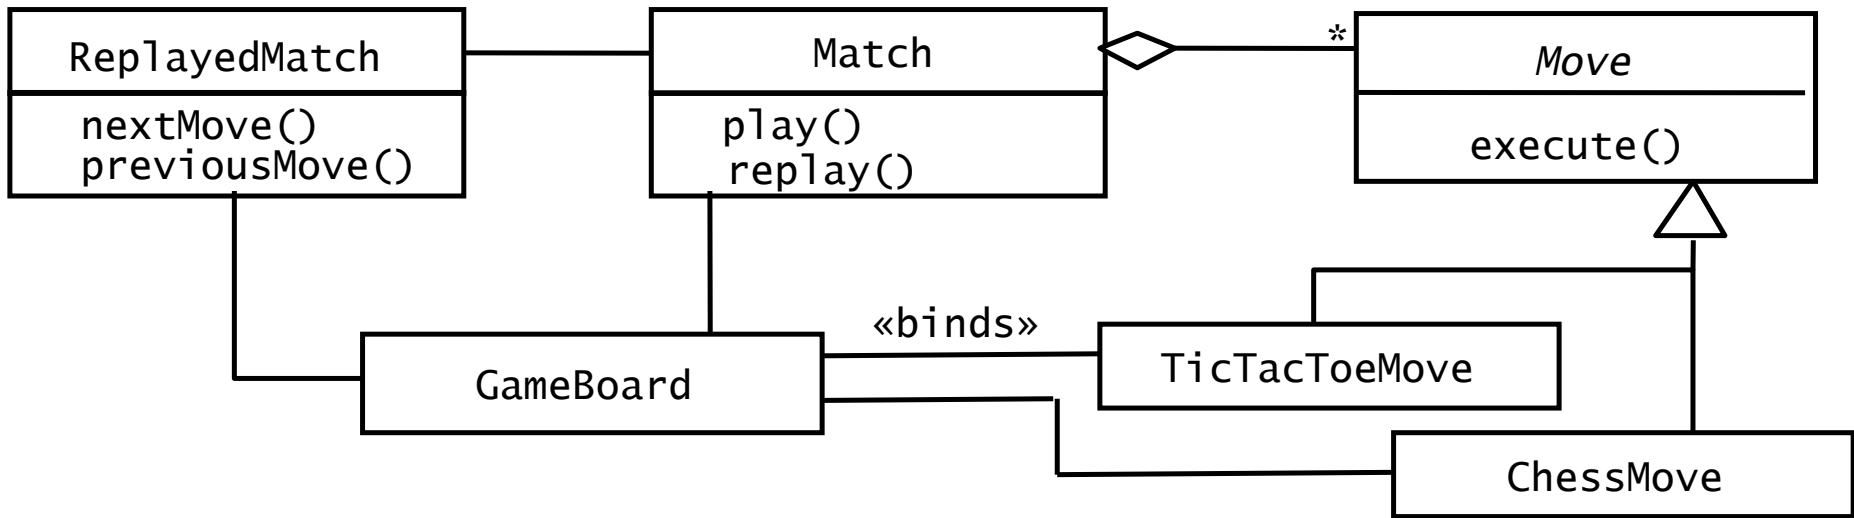 ReplayedMatch
nextMove()
previousMove()
Match
play()
replay()
*
Move
execute()
«binds»
GameBoard
TicTacToeMove
ChessMove